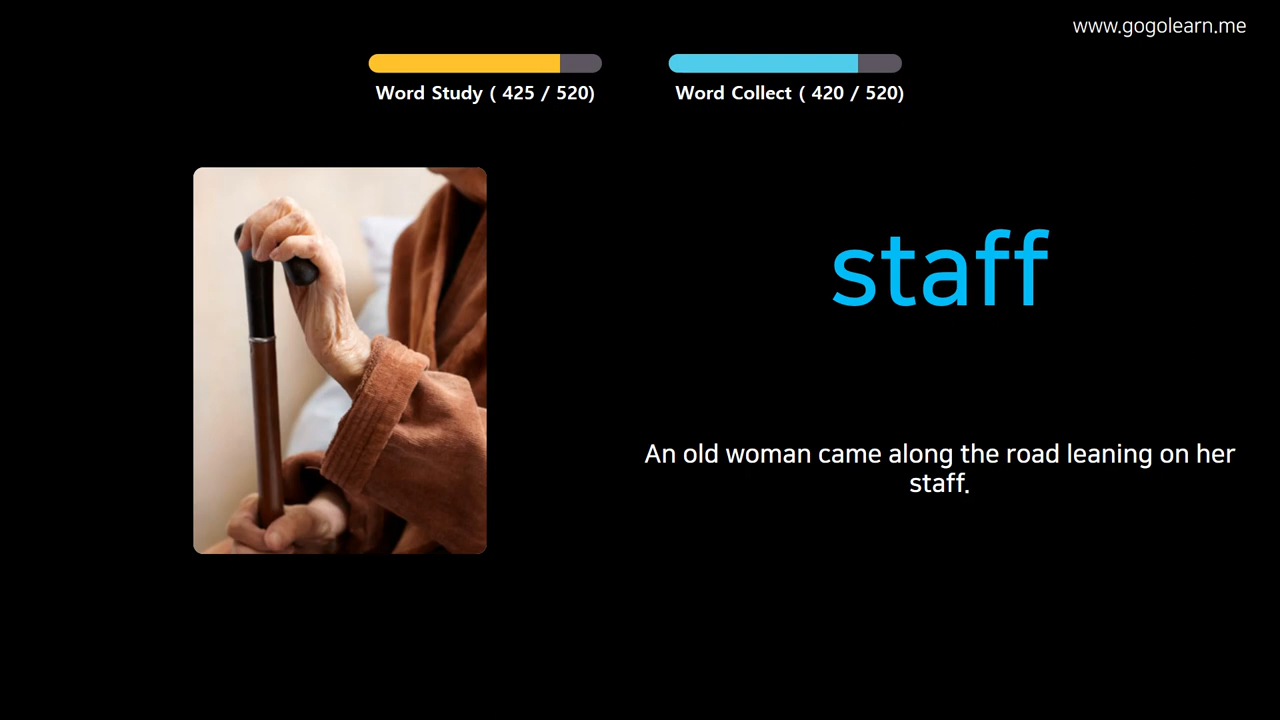 www.gogolearn.me
Word Study ( 425 / 520)
Word Collect ( 420 / 520)
staff
An old woman came along the road leaning on her
staff.